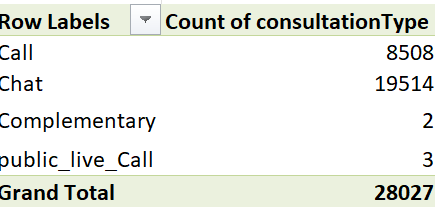 Row Labels Count of consultationType
Call 8508
Chat 19514
Complementary 2
public_live_Call 3
Grand Total 28027